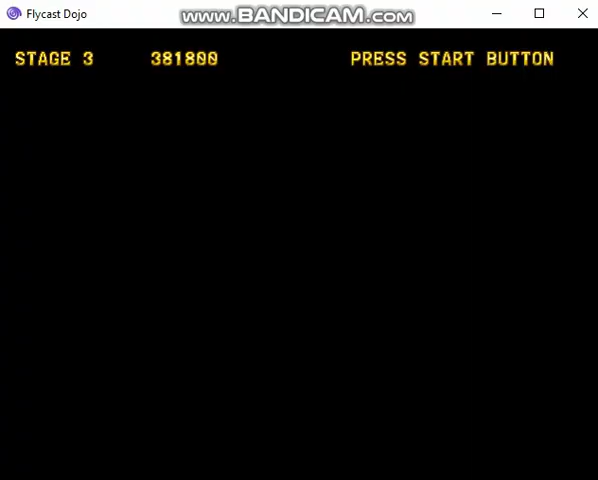 Flycast Dojo
www.BANDICAM.com
STAGE 3 381800 PRESS START BUTTON